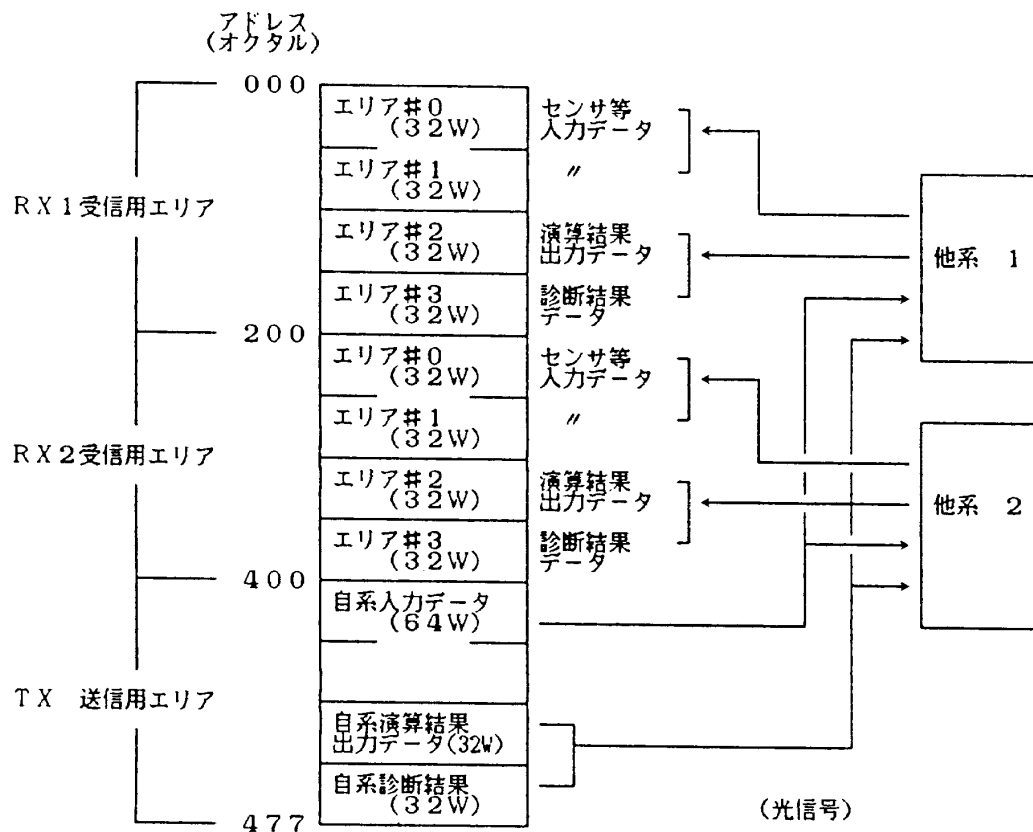 アドレス
(オクタル)
000
エリア#0
(32W)
センサ等
入力データ
エリア#1
(32W)
〃
RX1受信用エリア
エリア#2
(32W)
演算結果
出力データ
他系 1
エリア#3
(32W)
診断結果
データ
200
エリア#0
(32W)
センサ等
入力データ
エリア#1
(32W)
〃
RX2受信用エリア
エリア#2
(32W)
演算結果
出力データ
他系 2
エリア#3
(32W)
診断結果
データ
400
自系入力データ
(64W)
TX 送信用エリア
自系演算結果
出力データ(32W)
自系診断結果
(32W)
(光信号)
477